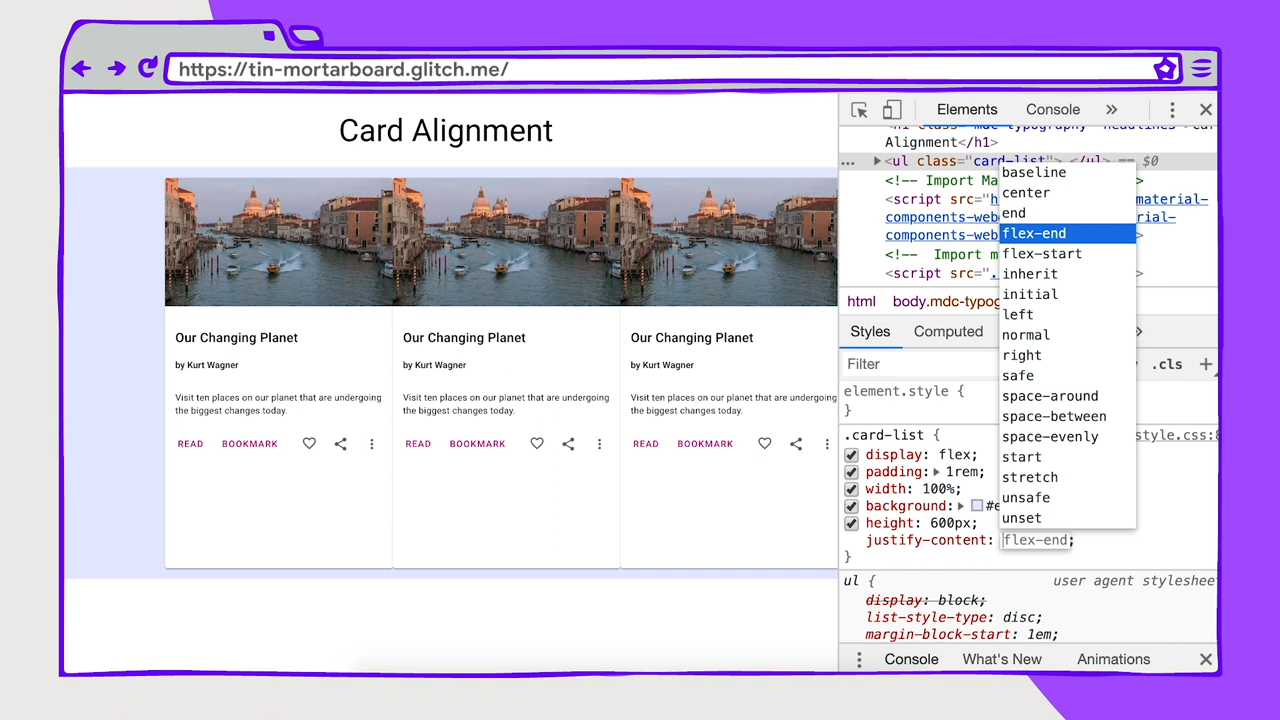 https://tin-mortarboard.glitch.me/
Card Alignment
Our Changing Planet
by Kurt Wagner
Visit ten places on our planet that are undergoing
the biggest changes today.
READ BOOKMARK
Our Changing Planet
by Kurt Wagner
Visit ten places on our planet that are undergoing
the biggest changes today.
READ BOOKMARK
Our Changing Planet
by Kurt Wagner
Visit ten places on our planet that are undergoing
the biggest changes today.
READ BOOKMARK
Elements Console »
Alignment</h1>
… ▶<ul class="card-list">…</ul> == $0
<!-- Import Ma >
<script src="h material-
components-web rial-
components-web >
<!-- Import m >
<script src=". >
html body.mdc-typog
Styles Computed
Filter .cls +
element.style {
}
.card-list { style.css:8
display: flex;
padding: ▶ 1rem;
width: 100%;
background: ▶ #e
height: 600px;
justify-content: flex-end;
}
baseline
center
end
flex-end
flex-start
inherit
initial
left
normal
right
safe
space-around
space-between
space-evenly
start
stretch
unsafe
unset
ul { user agent stylesheet
display: block;
list-style-type: disc;
margin-block-start: 1em;
Console What's New Animations